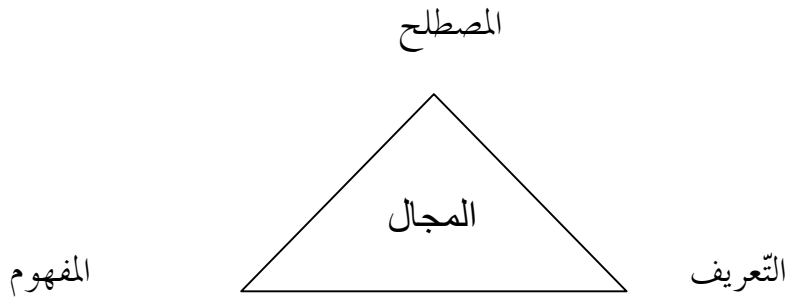 المصطلح
المجال
التّعريف
المفهوم